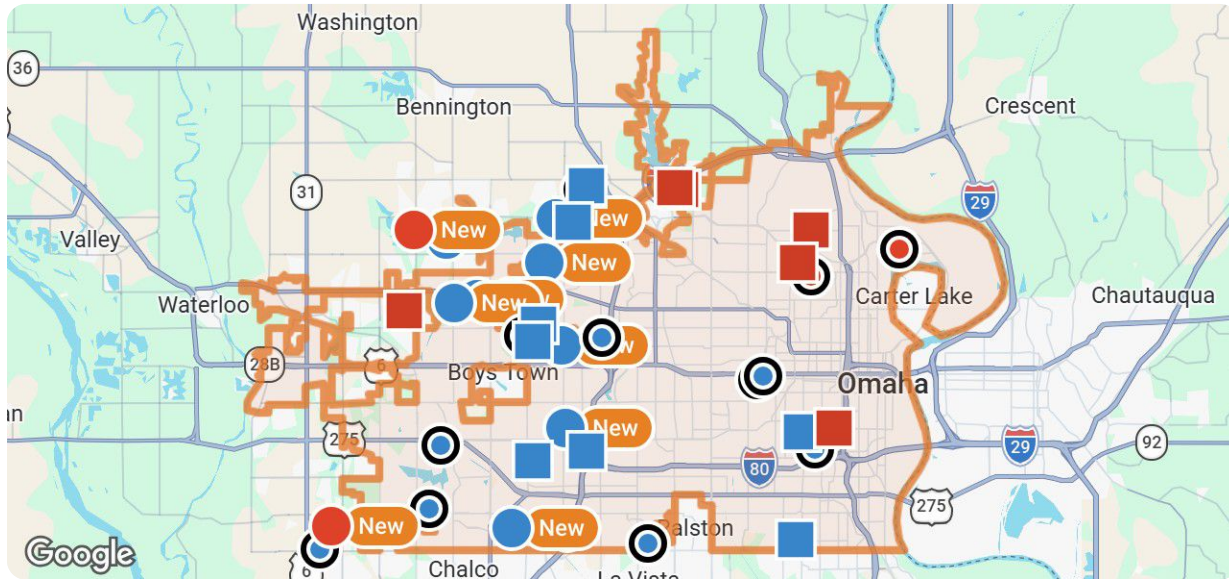 Washington
36
Bennington
Crescent
31
29
New
New
Valley
New
Carter Lake
Chautauqua
Waterloo
New
New
28B
6
Boys Town
Omaha
New
275
29
92
80
275
New
New
Ralston
Google
6
Chalco
La Vista